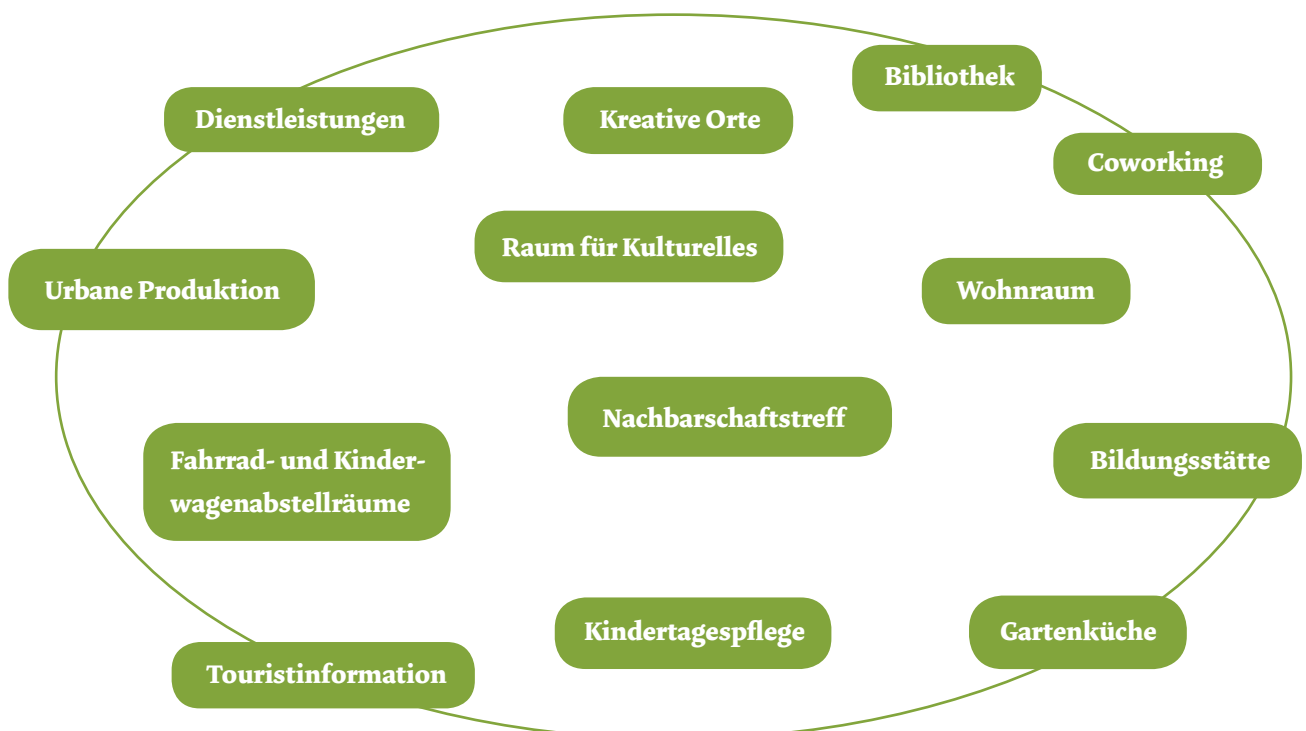 Bibliothek
Dienstleistungen
Kreative Orte
Coworking
Raum für Kulturelles
Urbane Produktion
Wohnraum
Nachbarschaftstreff
Fahrrad- und Kinder-
wagenabstellräume
Bildungsstätte
Kindertagespflege
Gartenküche
Touristinformation